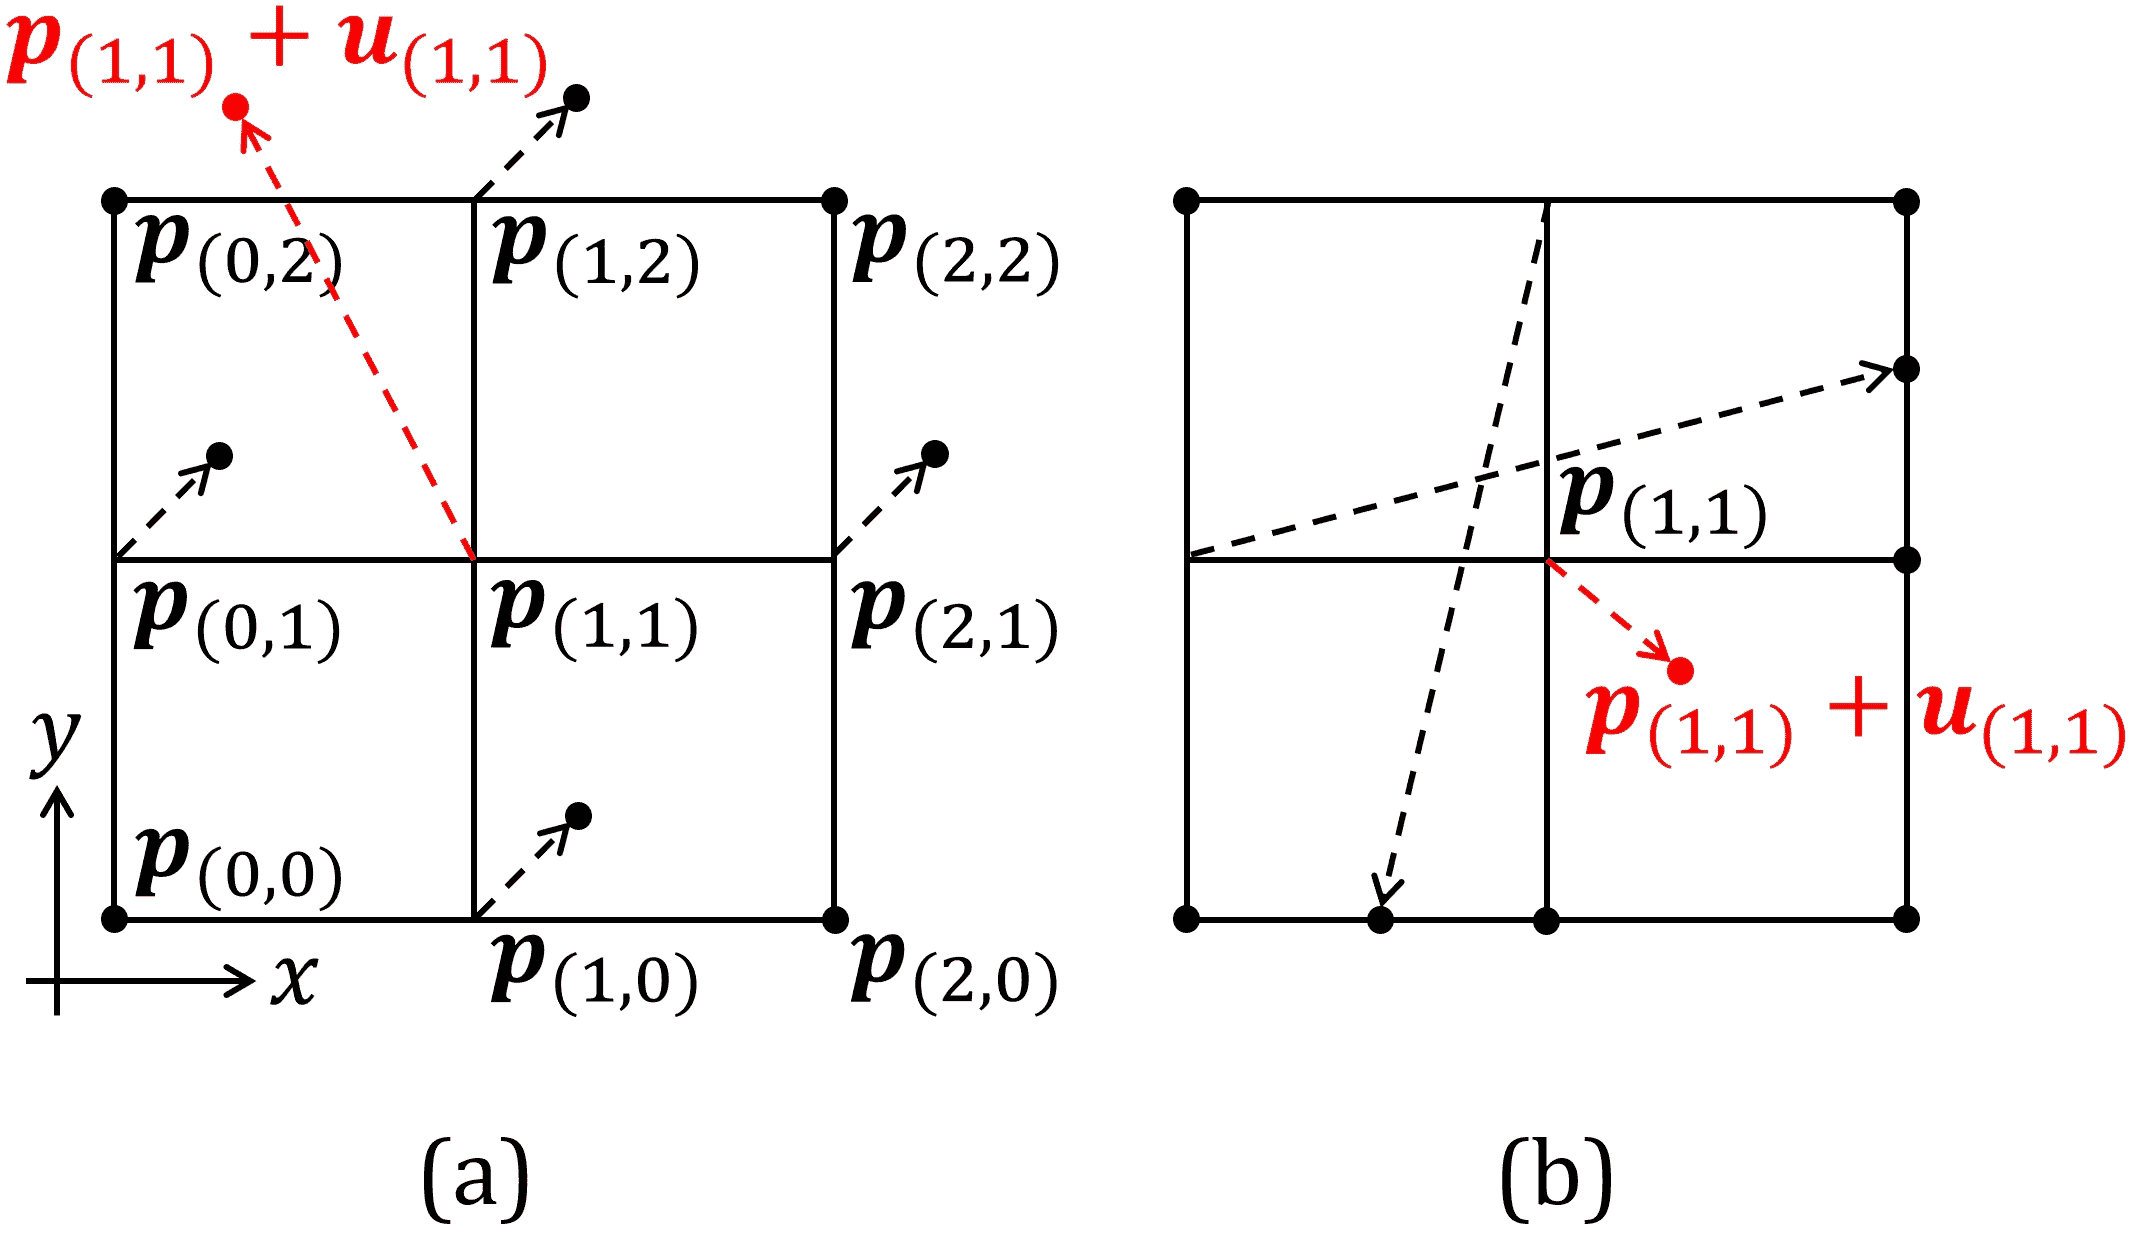 p(1,1) + u(1,1)
p(0,2) p(1,2) p(2,2)
p(0,1) p(1,1) p(2,1)
y
p(0,0)
x
p(1,0) p(2,0)
(a)
p(1,1)
p(1,1) + u(1,1)
(b)